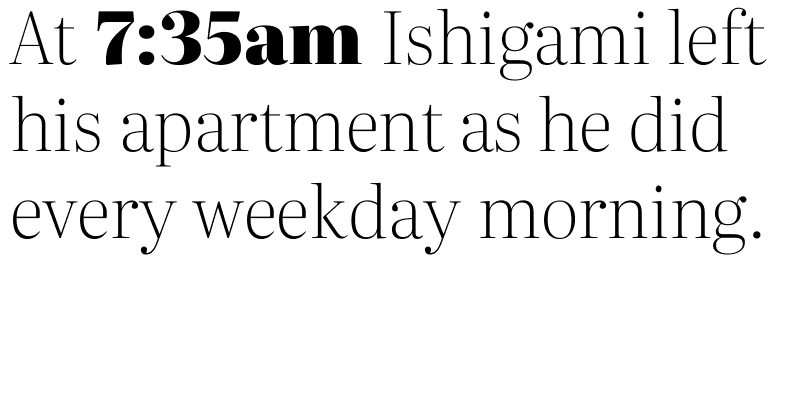 At 7:35am Ishigami left
his apartment as he did
every weekday morning.